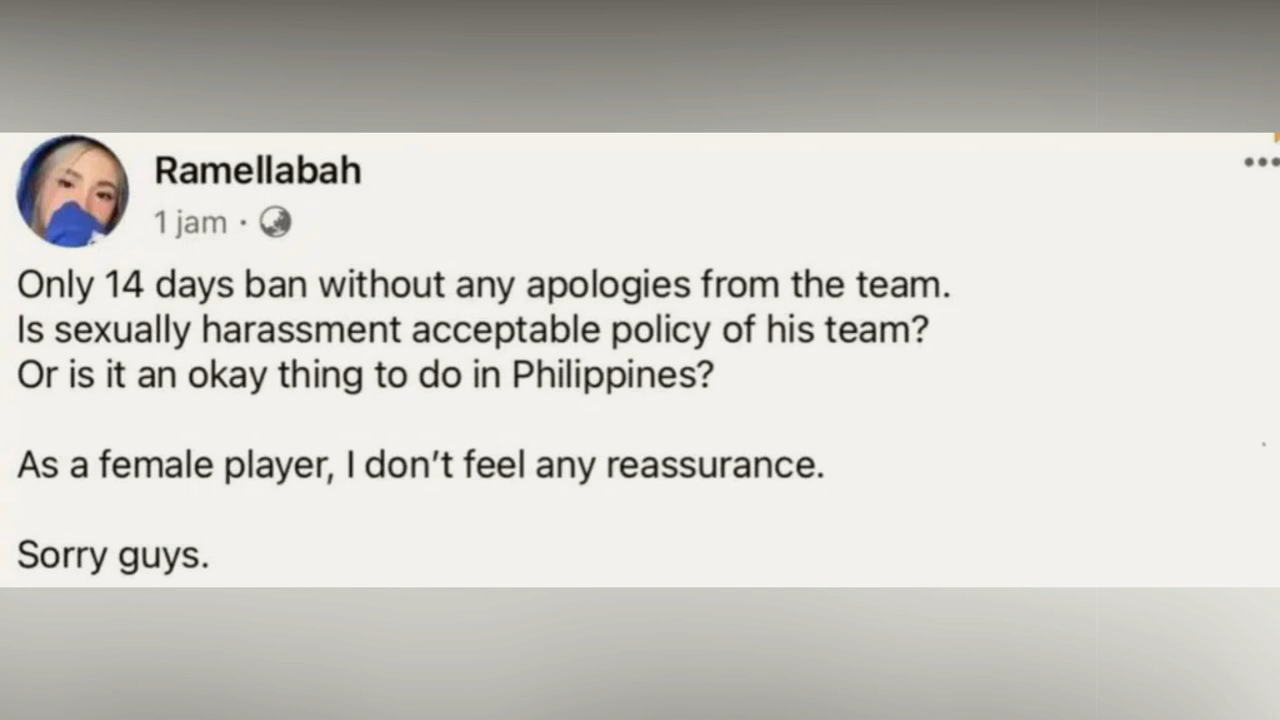 Ramellabah
1 jam ·
Only 14 days ban without any apologies from the team.
Is sexually harassment acceptable policy of his team?
Or is it an okay thing to do in Philippines?
As a female player, I don't feel any reassurance.
Sorry guys.